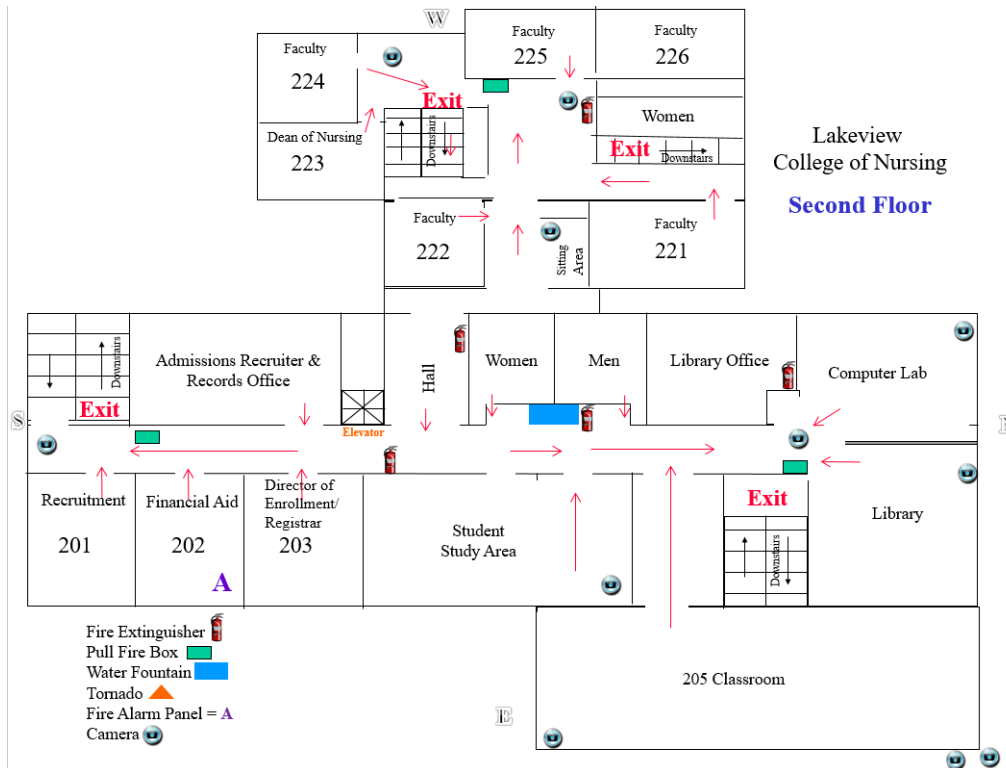 W
Faculty
224
Faculty
225
Faculty
226
Exit
Downstairs
Women
Exit
Downstairs
Dean of Nursing
223
Lakeview
College of Nursing
Second Floor
Faculty
222
Sitting
Area
Faculty
221
Downstairs
Exit
Admissions Recruiter &
Records Office
Elevator
Hall
Women
Men
Library Office
Computer Lab
S
Recruitment
201
Financial Aid
202
A
Director of
Enrollment/
Registrar
203
Student
Study Area
Exit
Downstairs
Library
205 Classroom
E
Fire Extinguisher
Pull Fire Box
Water Fountain
Tornado
Fire Alarm Panel = A
Camera